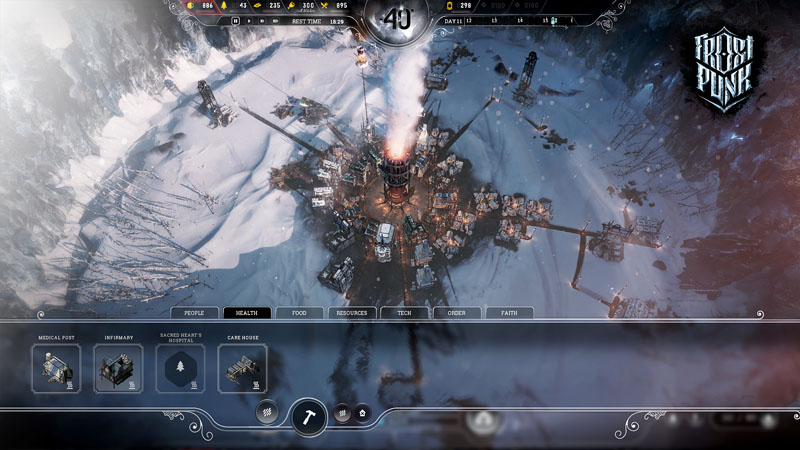 886 43 235 300 895
REST TIME 18:29
-40°
298
DAY 11 12 13 14 15
FROST
PUNK
PEOPLE HEALTH FOOD RESOURCES TECH ORDER FAITH
MEDICAL POST INFIRMARY SACRED HEART'S HOSPITAL CARE HOUSE